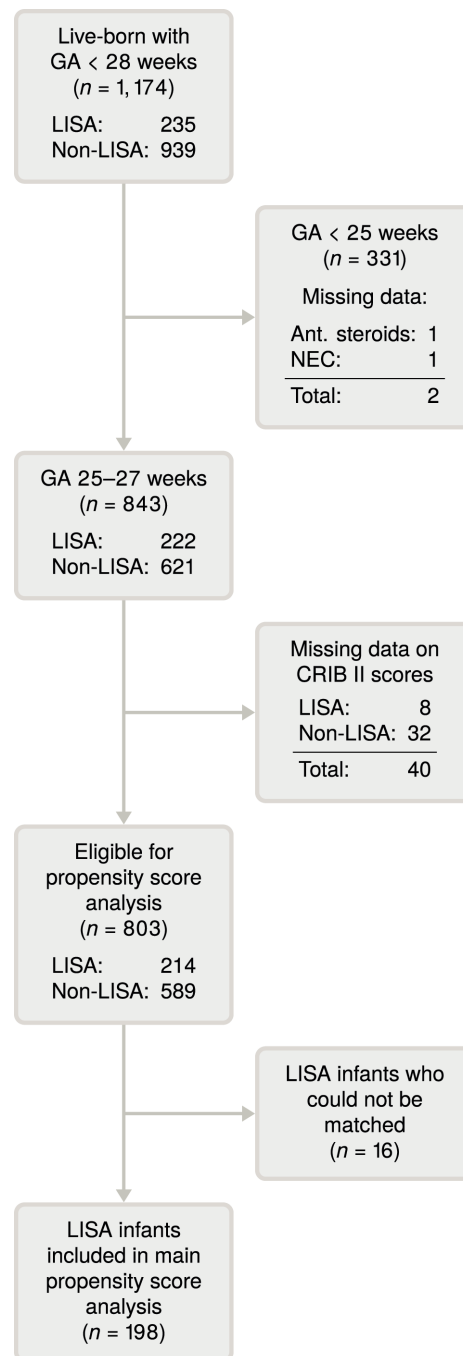 Live-born with
GA < 28 weeks
(n = 1,174)
LISA: 235
Non-LISA: 939
GA < 25 weeks
(n = 331)
Missing data:
Ant. steroids: 1
NEC: 1
Total: 2
GA 25–27 weeks
(n = 843)
LISA: 222
Non-LISA: 621
Missing data on
CRIB II scores
LISA: 8
Non-LISA: 32
Total: 40
Eligible for
propensity score
analysis
(n = 803)
LISA: 214
Non-LISA: 589
LISA infants who
could not be
matched
(n = 16)
LISA infants
included in main
propensity score
analysis
(n = 198)